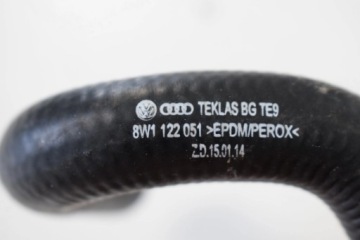 TEKLAS BG TE9
8W1 122 051 >EPDM/PEROX<
Z.D.15.01.14